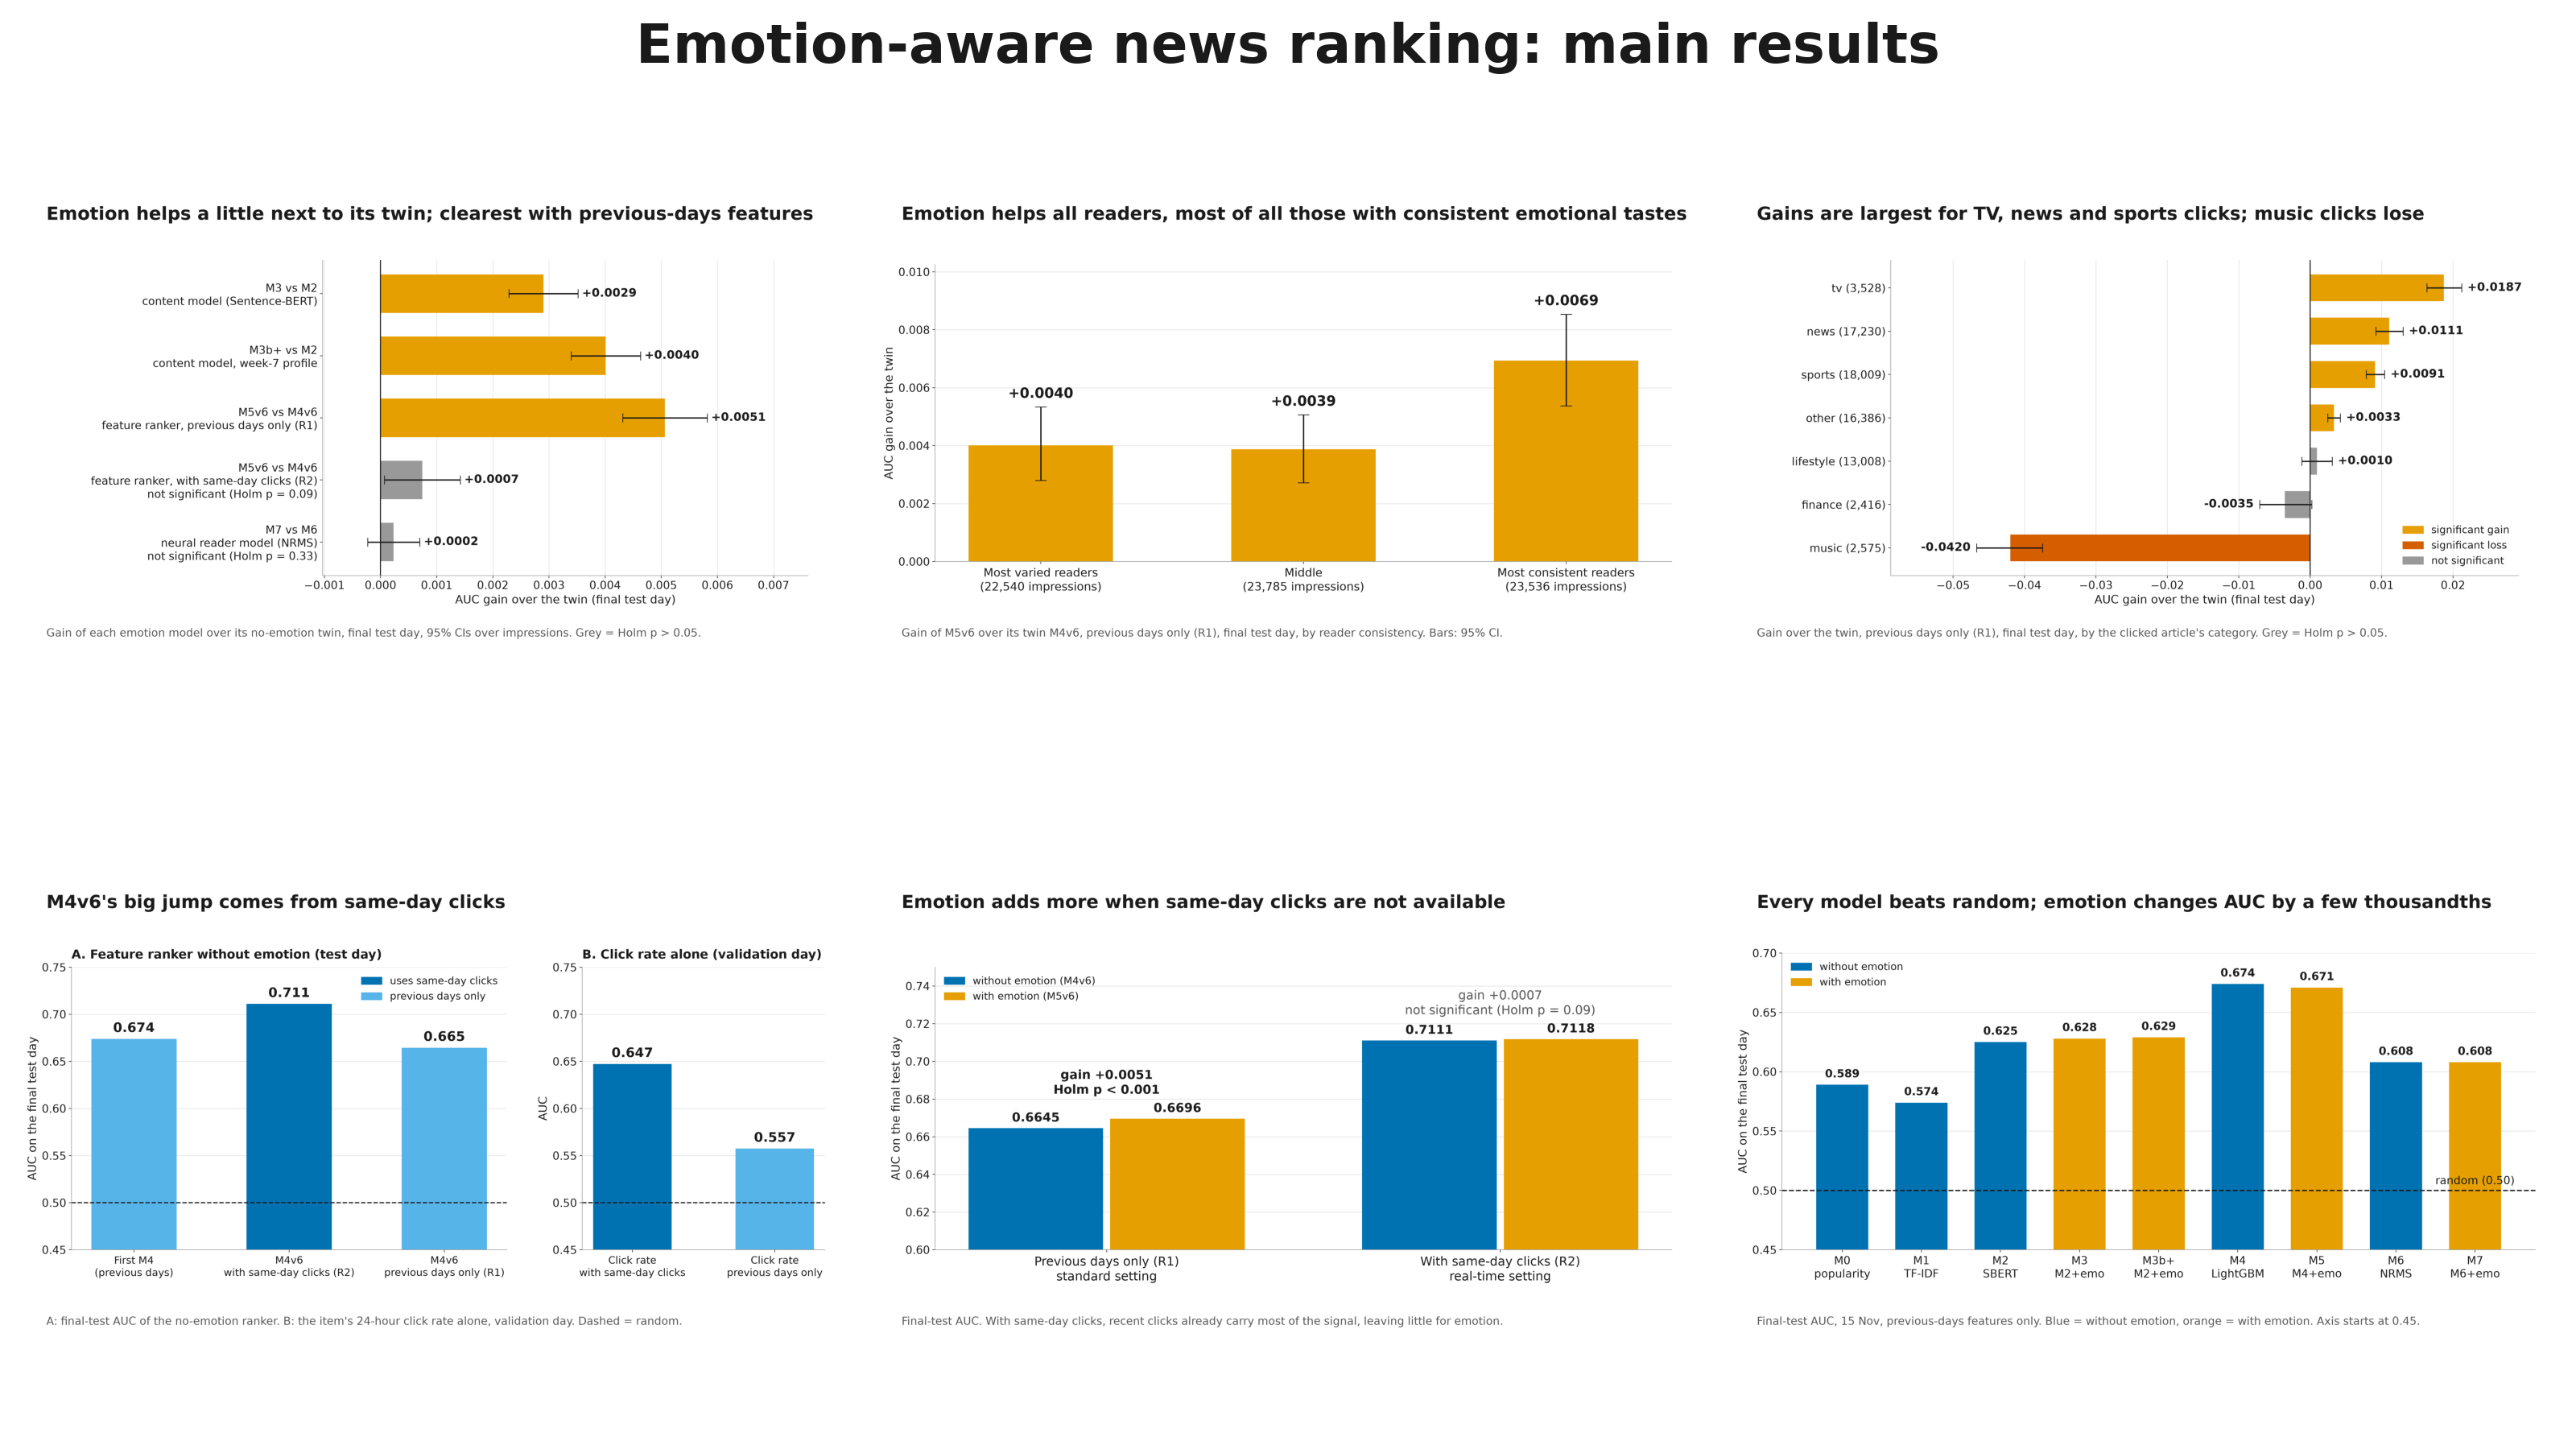 Emotion-aware news ranking: main results
Emotion helps a little next to its twin; clearest with previous-days features
M3 vs M2
content model (Sentence-BERT)
+0.0029
M3b+ vs M2
content model, week-7 profile
+0.0040
M5v6 vs M4v6
feature ranker, previous days only (R1)
+0.0051
M5v6 vs M4v6
feature ranker, with same-day clicks (R2)
not significant (Holm p = 0.09)
+0.0007
M7 vs M6
neural reader model (NRMS)
not significant (Holm p = 0.33)
+0.0002
−0.001 0.000 0.001 0.002 0.003 0.004 0.005 0.006 0.007
AUC gain over the twin (final test day)
Gain of each emotion model over its no-emotion twin, final test day, 95% CIs over impressions. Grey = Holm p > 0.05.
Emotion helps all readers, most of all those with consistent emotional tastes
AUC gain over the twin
0.010
0.008
0.006
0.004
0.002
0.000
+0.0040
+0.0039
+0.0069
Most varied readers
(22,540 impressions)
Middle
(23,785 impressions)
Most consistent readers
(23,536 impressions)
Gain of M5v6 over its twin M4v6, previous days only (R1), final test day, by reader consistency. Bars: 95% CI.
Gains are largest for TV, news and sports clicks; music clicks lose
tv (3,528)
+0.0187
news (17,230)
+0.0111
sports (18,009)
+0.0091
other (16,386)
+0.0033
lifestyle (13,008)
+0.0010
finance (2,416)
-0.0035
music (2,575)
-0.0420
significant gain
significant loss
not significant
−0.05 −0.04 −0.03 −0.02 −0.01 0.00 0.01 0.02
AUC gain over the twin (final test day)
Gain over the twin, previous days only (R1), final test day, by the clicked article's category. Grey = Holm p > 0.05.
M4v6's big jump comes from same-day clicks
A. Feature ranker without emotion (test day)
AUC on the final test day
0.75
0.70
0.65
0.60
0.55
0.50
0.45
uses same-day clicks
previous days only
0.674
0.711
0.665
First M4
(previous days)
M4v6
with same-day clicks (R2)
M4v6
previous days only (R1)
B. Click rate alone (validation day)
AUC
0.75
0.70
0.65
0.60
0.55
0.50
0.45
0.647
0.557
Click rate
with same-day clicks
Click rate
previous days only
A: final-test AUC of the no-emotion ranker. B: the item's 24-hour click rate alone, validation day. Dashed = random.
Emotion adds more when same-day clicks are not available
AUC on the final test day
0.74
0.72
0.70
0.68
0.66
0.64
0.62
0.60
without emotion (M4v6)
with emotion (M5v6)
gain +0.0051
Holm p < 0.001
0.6645
0.6696
gain +0.0007
not significant (Holm p = 0.09)
0.7111
0.7118
Previous days only (R1)
standard setting
With same-day clicks (R2)
real-time setting
Final-test AUC. With same-day clicks, recent clicks already carry most of the signal, leaving little for emotion.
Every model beats random; emotion changes AUC by a few thousandths
AUC on the final test day
0.70
0.65
0.60
0.55
0.50
0.45
without emotion
with emotion
0.589
0.574
0.625
0.628
0.629
0.674
0.671
0.608
0.608
random (0.50)
M0
popularity
M1
TF-IDF
M2
SBERT
M3
M2+emo
M3b+
M2+emo
M4
LightGBM
M5
M4+emo
M6
NRMS
M7
M6+emo
Final-test AUC, 15 Nov, previous-days features only. Blue = without emotion, orange = with emotion. Axis starts at 0.45.